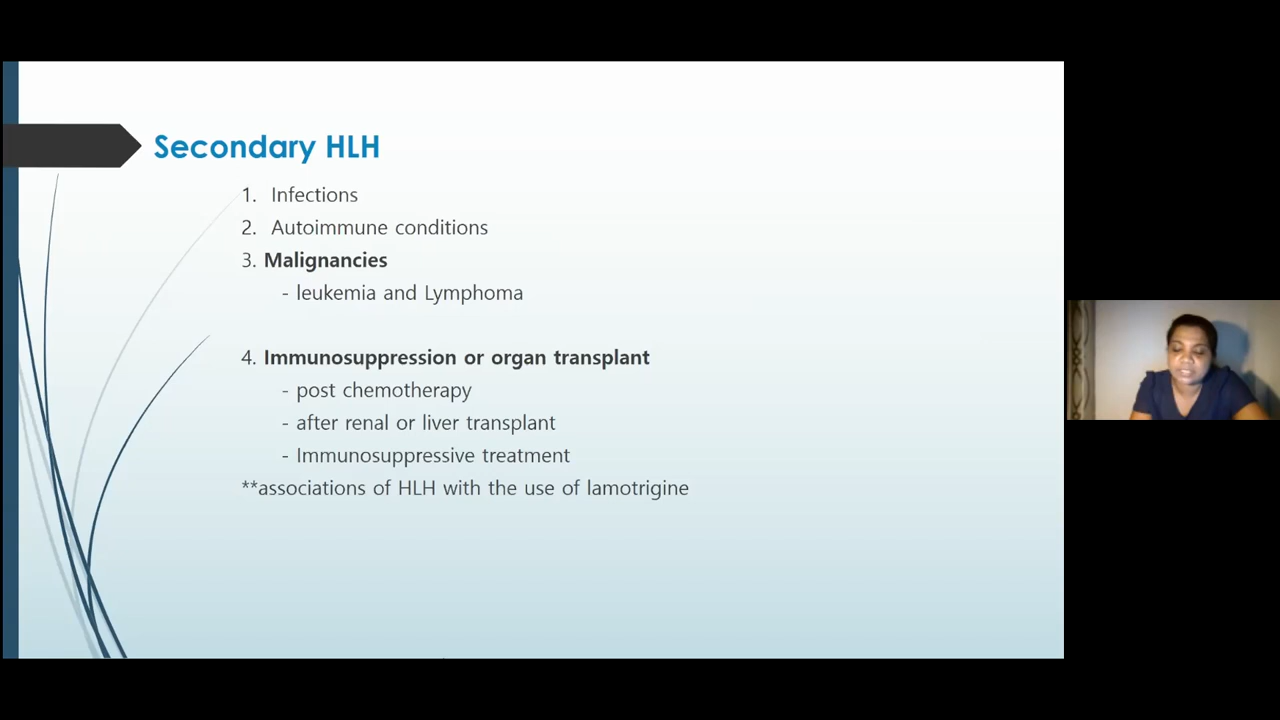 Secondary HLH
1. Infections
2. Autoimmune conditions
3. Malignancies
- leukemia and Lymphoma
4. Immunosuppression or organ transplant
- post chemotherapy
- after renal or liver transplant
- Immunosuppressive treatment
**associations of HLH with the use of lamotrigine